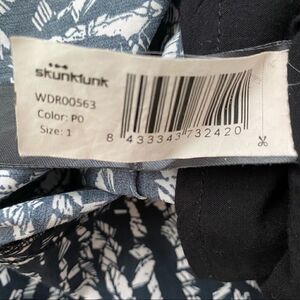 skunkfunk
WDR00563
Color: P0
Size: 1
8 433343 732420